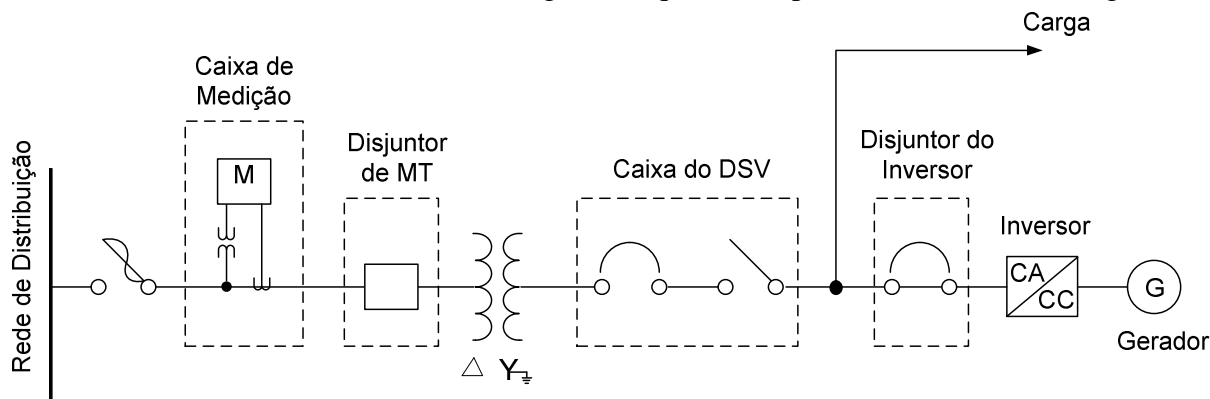 Carga
Caixa de
Medição
M
Disjuntor
de MT
Caixa do DSV
Disjuntor do
Inversor
Inversor
CA
CC
G
Gerador
Rede de Distribuição
Y